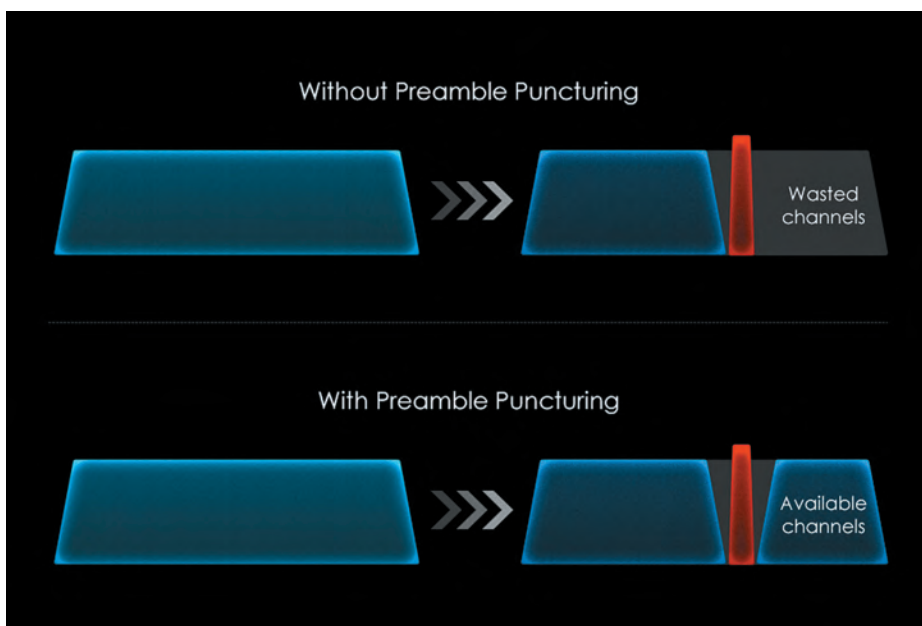 Without Preamble Puncturing
Wasted
channels
With Preamble Puncturing
Available
channels